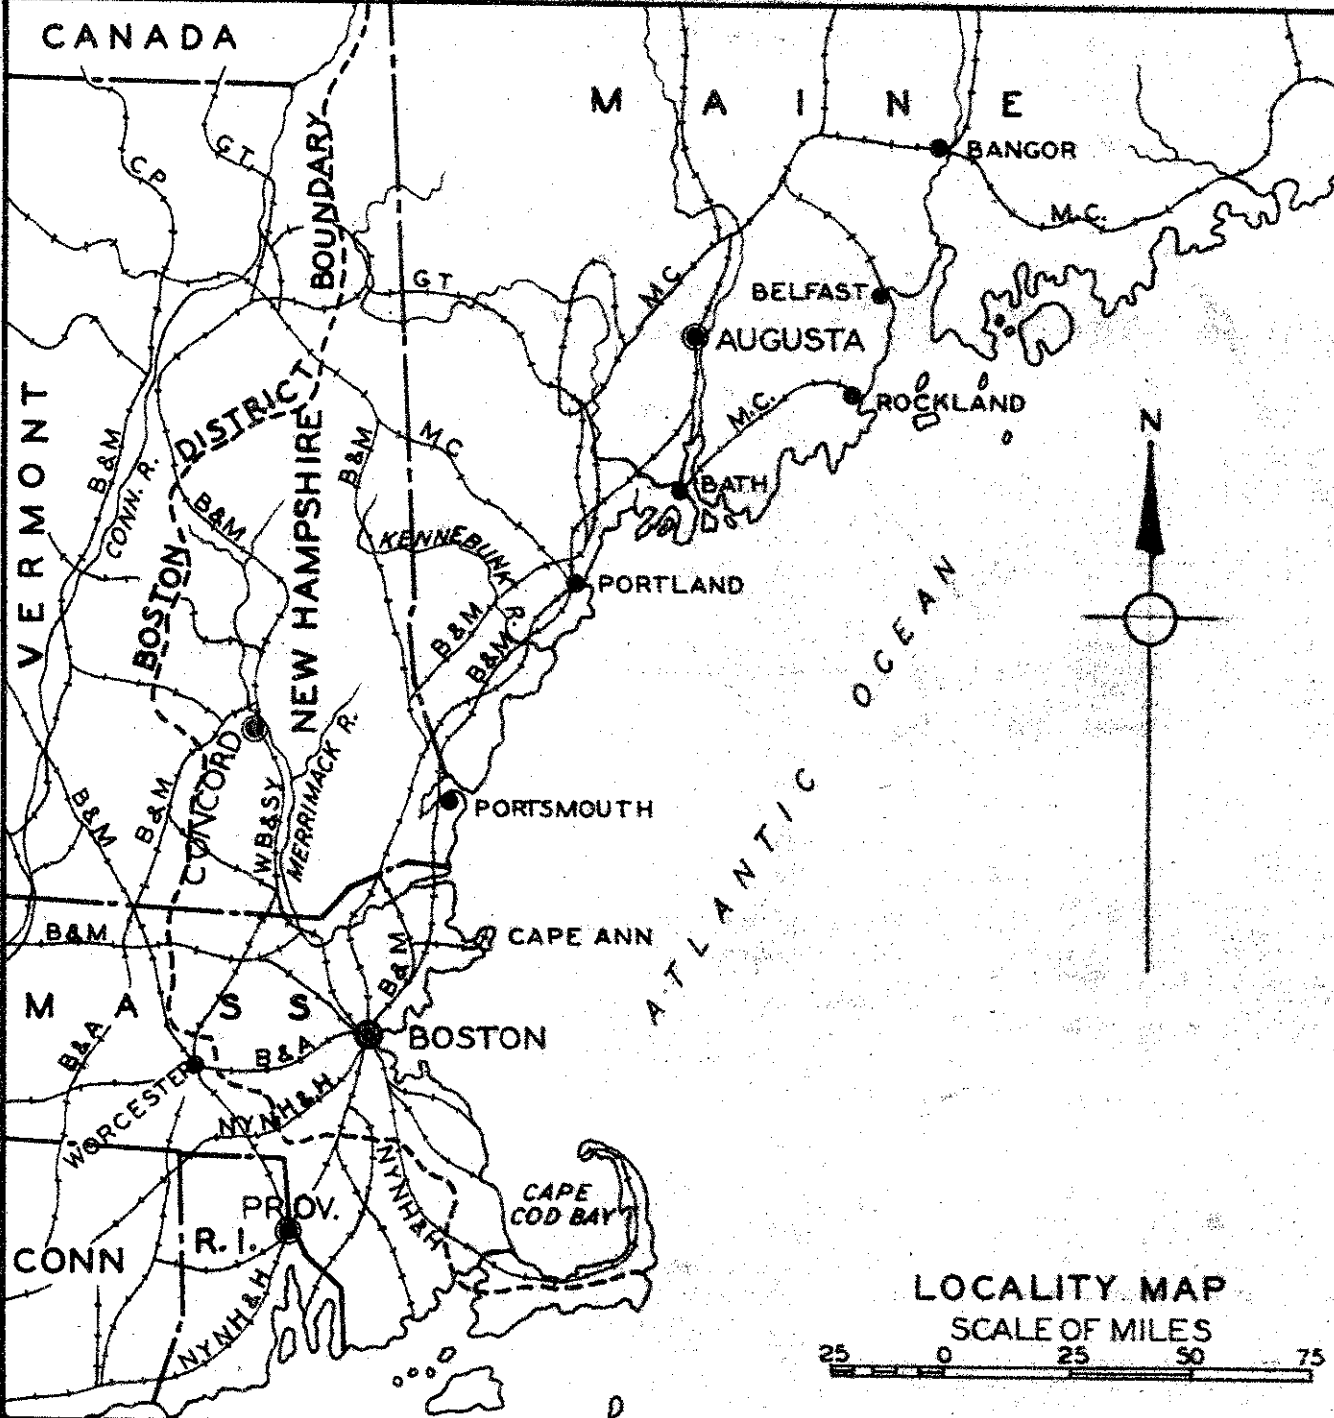 CANADA
MAINE
BOUNDARY
G T.
C P
BANGOR
M.C.
G T
M.C.
BELFAST
AUGUSTA
VERMONT
DISTRICT
NEW HAMPSHIRE
M.C.
ROCKLAND
N
B&M
CONN. R.
B&M
B&M
M.C
BATH
KENNEBUNK R.
BOSTON
B&M
B&M
PORTLAND
ATLANTIC OCEAN
CONCORD
MERRIMACK R.
B&M
B&M
WB&SY
PORTSMOUTH
B&M
B&M
CAPE ANN
MASS
B&A
B&A
BOSTON
WORCESTER
NYNH&H
NYNH&H
CAPE
COD BAY
PROV.
R. I.
CONN
NYNH&H
LOCALITY MAP
SCALE OF MILES
25 0 25 50 75